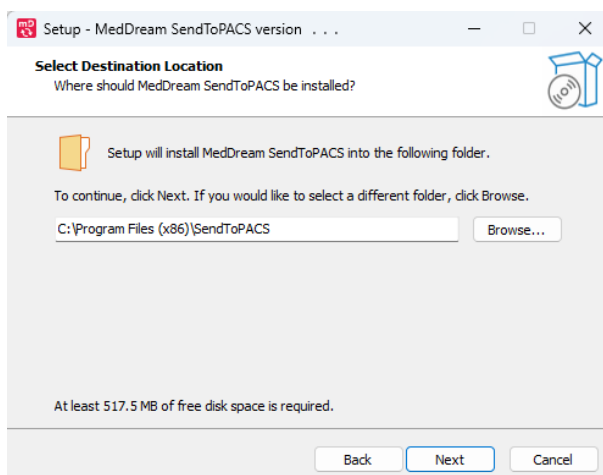 Setup - MedDream SendToPACS version . . .
Select Destination Location
Where should MedDream SendToPACS be installed?
Setup will install MedDream SendToPACS into the following folder.
To continue, click Next. If you would like to select a different folder, click Browse.
C:\Program Files (x86)\SendToPACS
Browse...
At least 517.5 MB of free disk space is required.
Back
Next
Cancel